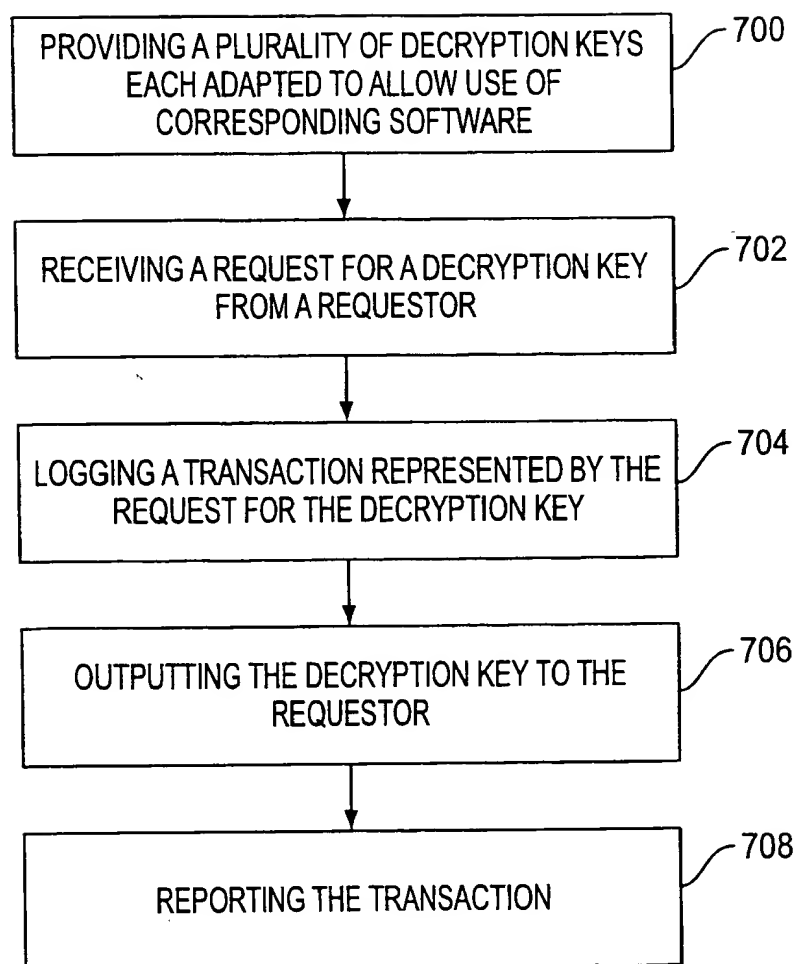 PROVIDING A PLURALITY OF DECRYPTION KEYS
EACH ADAPTED TO ALLOW USE OF
CORRESPONDING SOFTWARE
700
RECEIVING A REQUEST FOR A DECRYPTION KEY
FROM A REQUESTOR
702
LOGGING A TRANSACTION REPRESENTED BY THE
REQUEST FOR THE DECRYPTION KEY
704
OUTPUTTING THE DECRYPTION KEY TO THE
REQUESTOR
706
REPORTING THE TRANSACTION
708